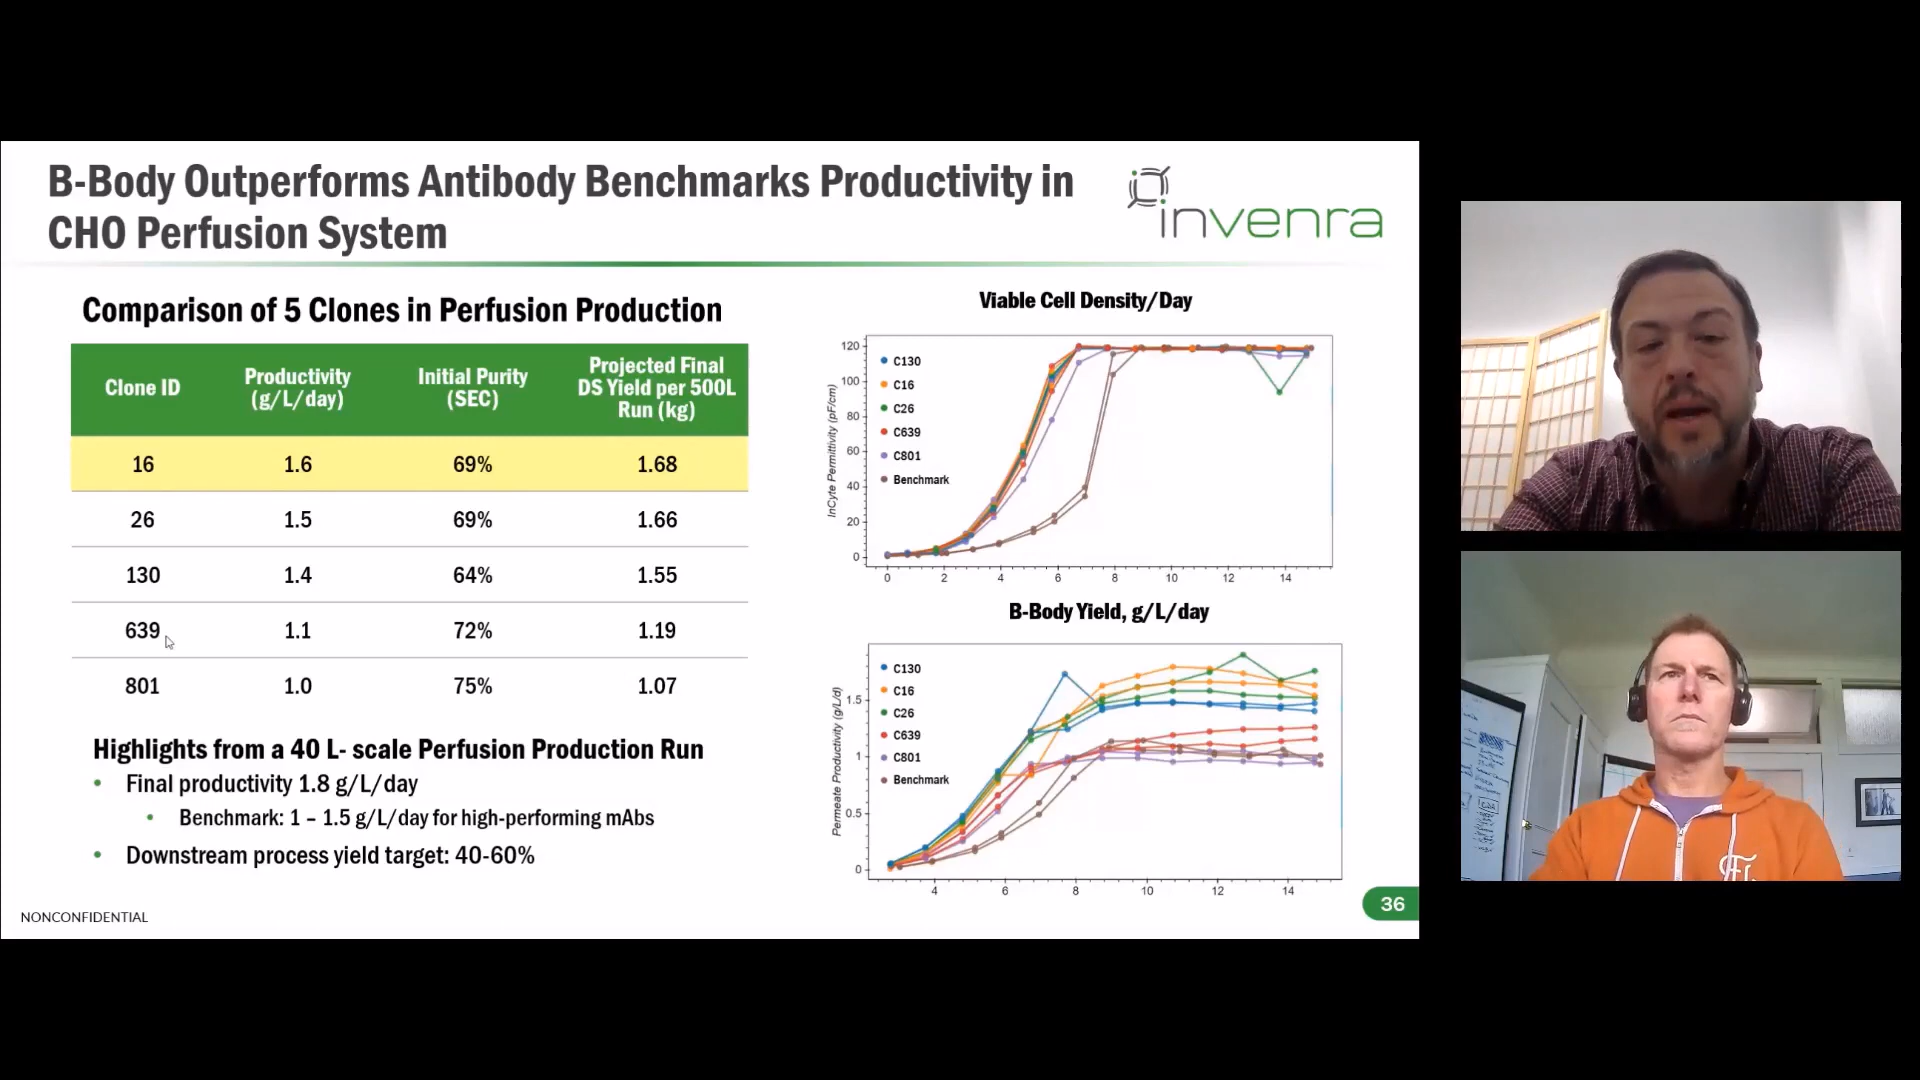 B-Body Outperforms Antibody Benchmarks Productivity in
CHO Perfusion System
invenra
Comparison of 5 Clones in Perfusion Production
Clone ID
Productivity
(g/L/day)
Initial Purity
(SEC)
Projected Final
DS Yield per 500L
Run (kg)
16 1.6 69% 1.68
26 1.5 69% 1.66
130 1.4 64% 1.55
639 1.1 72% 1.19
801 1.0 75% 1.07
Highlights from a 40 L- scale Perfusion Production Run
• Final productivity 1.8 g/L/day
• Benchmark: 1 – 1.5 g/L/day for high-performing mAbs
• Downstream process yield target: 40-60%
NONCONFIDENTIAL
Viable Cell Density/Day
InCyte Permittivity (pF/cm)
120
100
80
60
40
20
0
C130
C16
C26
C639
C801
Benchmark
0 2 4 6 8 10 12 14
B-Body Yield, g/L/day
Permeate Productivity (g/L/d)
1.5
1
0.5
0
C130
C16
C26
C639
C801
Benchmark
4 6 8 10 12 14
36